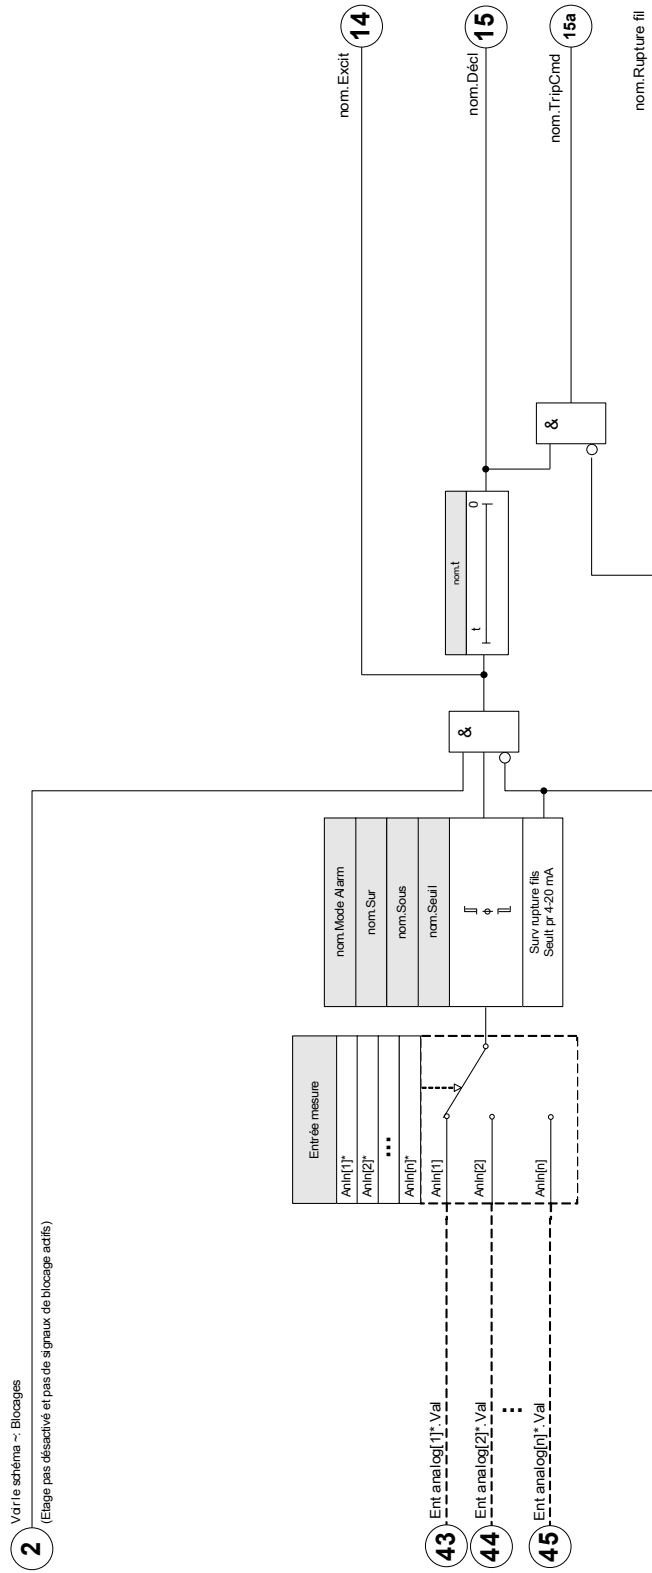 2
Voir le schéma ~: Blocages
(Etage pas désactivé et pas de signaux de blocage actifs)
43
Ent analog[1]*.Val
44
Ent analog[2]*.Val
...
45
Ent analog[n]*.Val
Entrée mesure
AnIn[1]*
AnIn[2]*
...
AnIn[n]*
AnIn[1]
AnIn[2]
AnIn[n]
nom.Mode Alarm
nom.Sur
nom.Sous
nom.Seuil
φ
Surv rupture fils
Seult pr 4-20 mA
&
nom.t
t
0
&
nom.Excit
14
nom.Décl
15
nom.TripCmd
15a
nom.Rupture fil